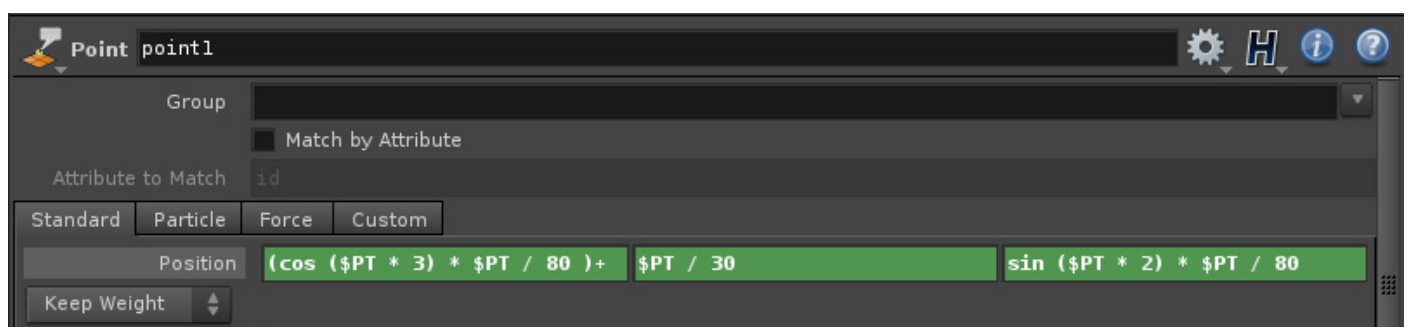 Point point1
Group
Match by Attribute
Attribute to Match id
Standard Particle Force Custom
Position (cos ($PT * 3) * $PT / 80 )+ $PT / 30 sin ($PT * 2) * $PT / 80
Keep Weight